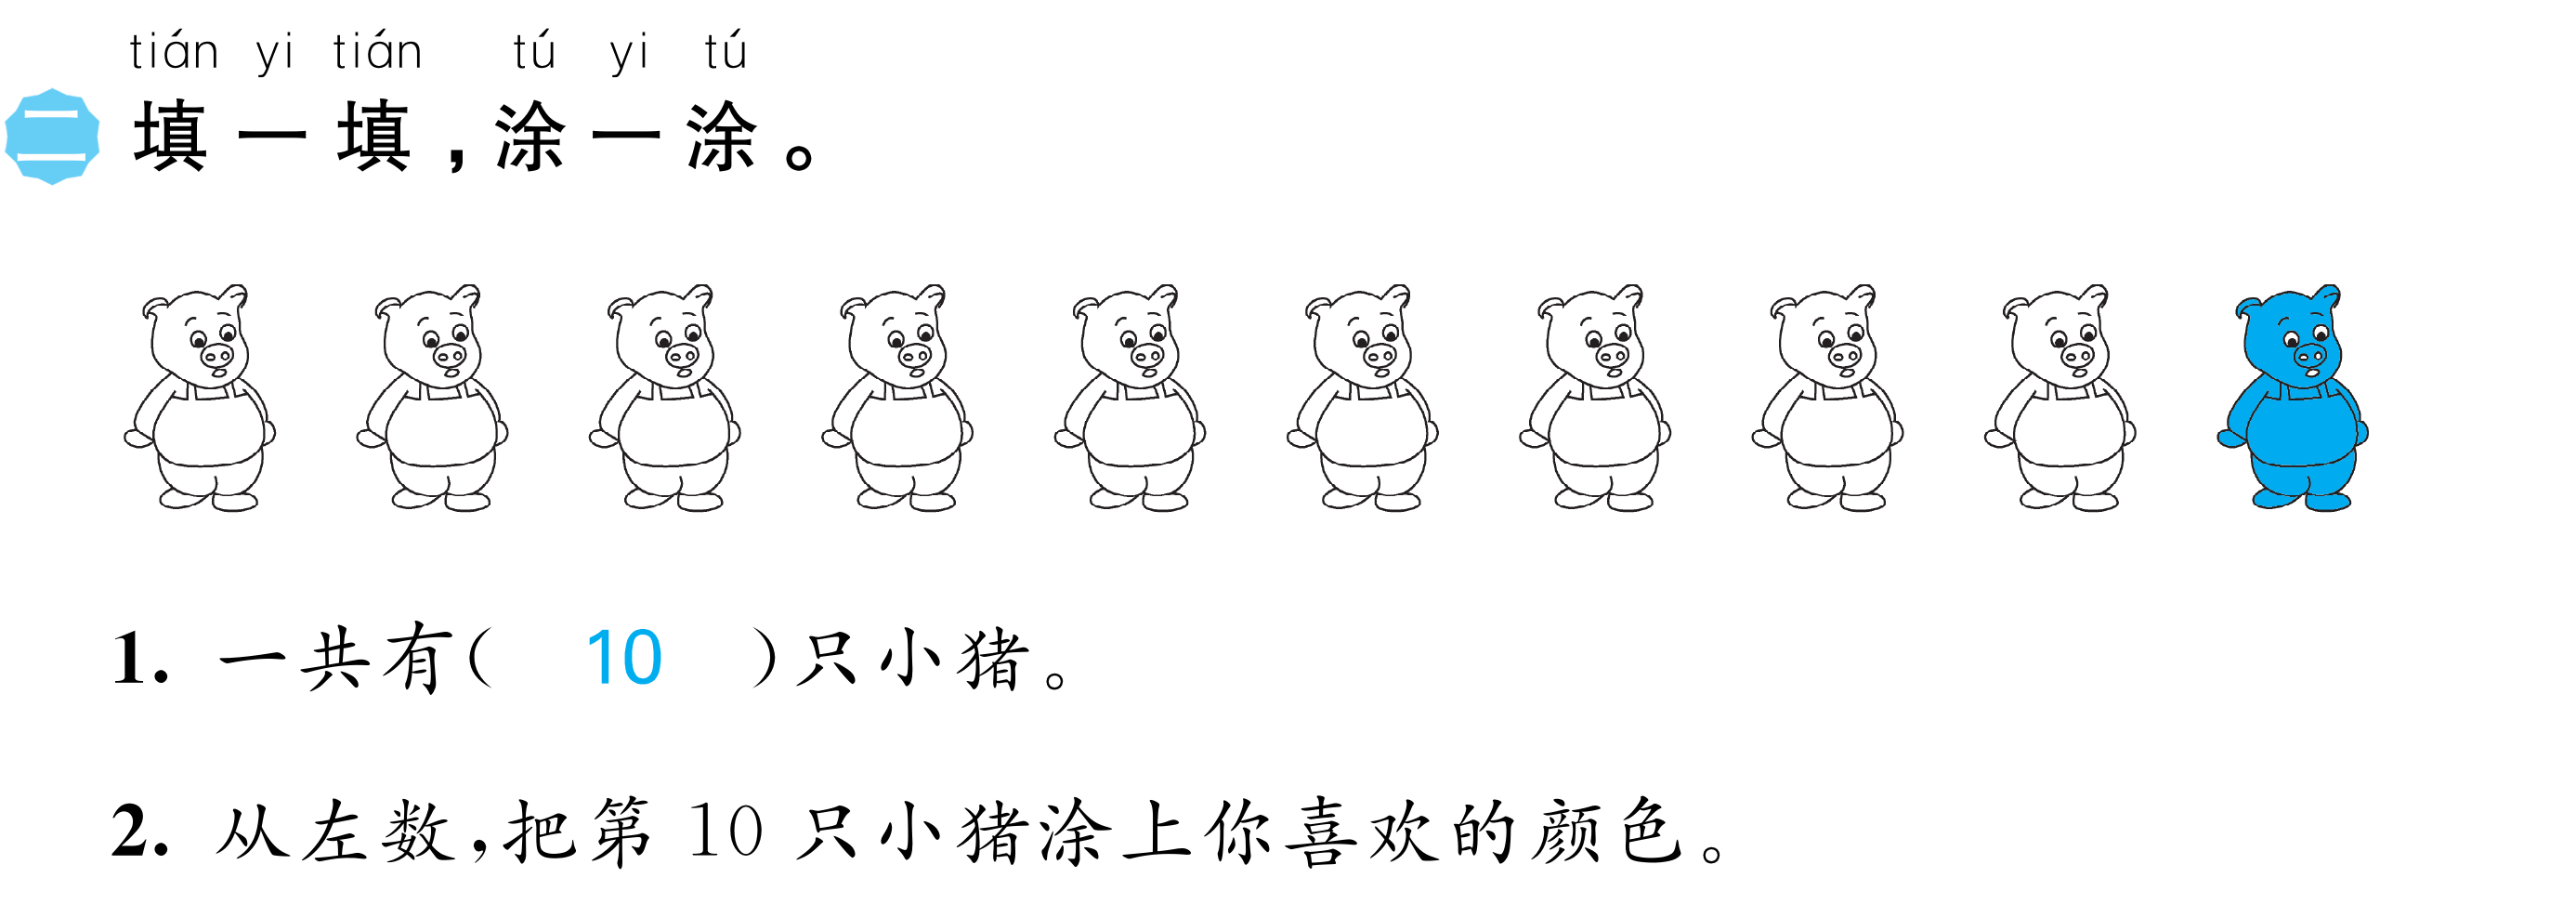 tián yi tián tú yi tú
二 填一填，涂一涂。
1. 一共有( 10 )只小猪。
2. 从左数，把第 10 只小猪涂上你喜欢的颜色。